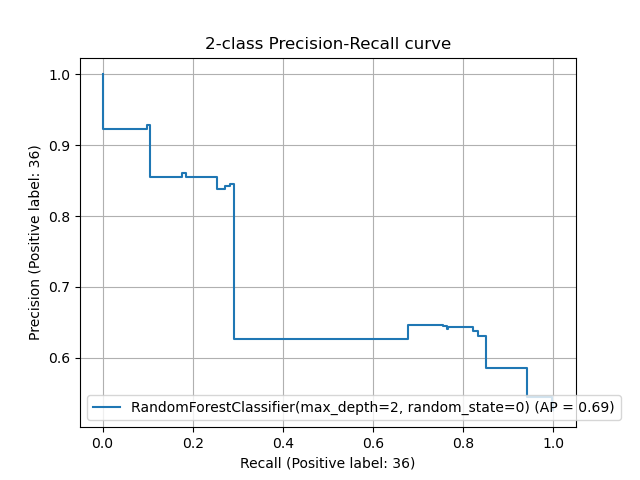 2-class Precision-Recall curve
1.0
0.9
0.8
0.7
0.6
Precision (Positive label: 36)
RandomForestClassifier(max_depth=2, random_state=0) (AP = 0.69)
0.0 0.2 0.4 0.6 0.8 1.0
Recall (Positive label: 36)